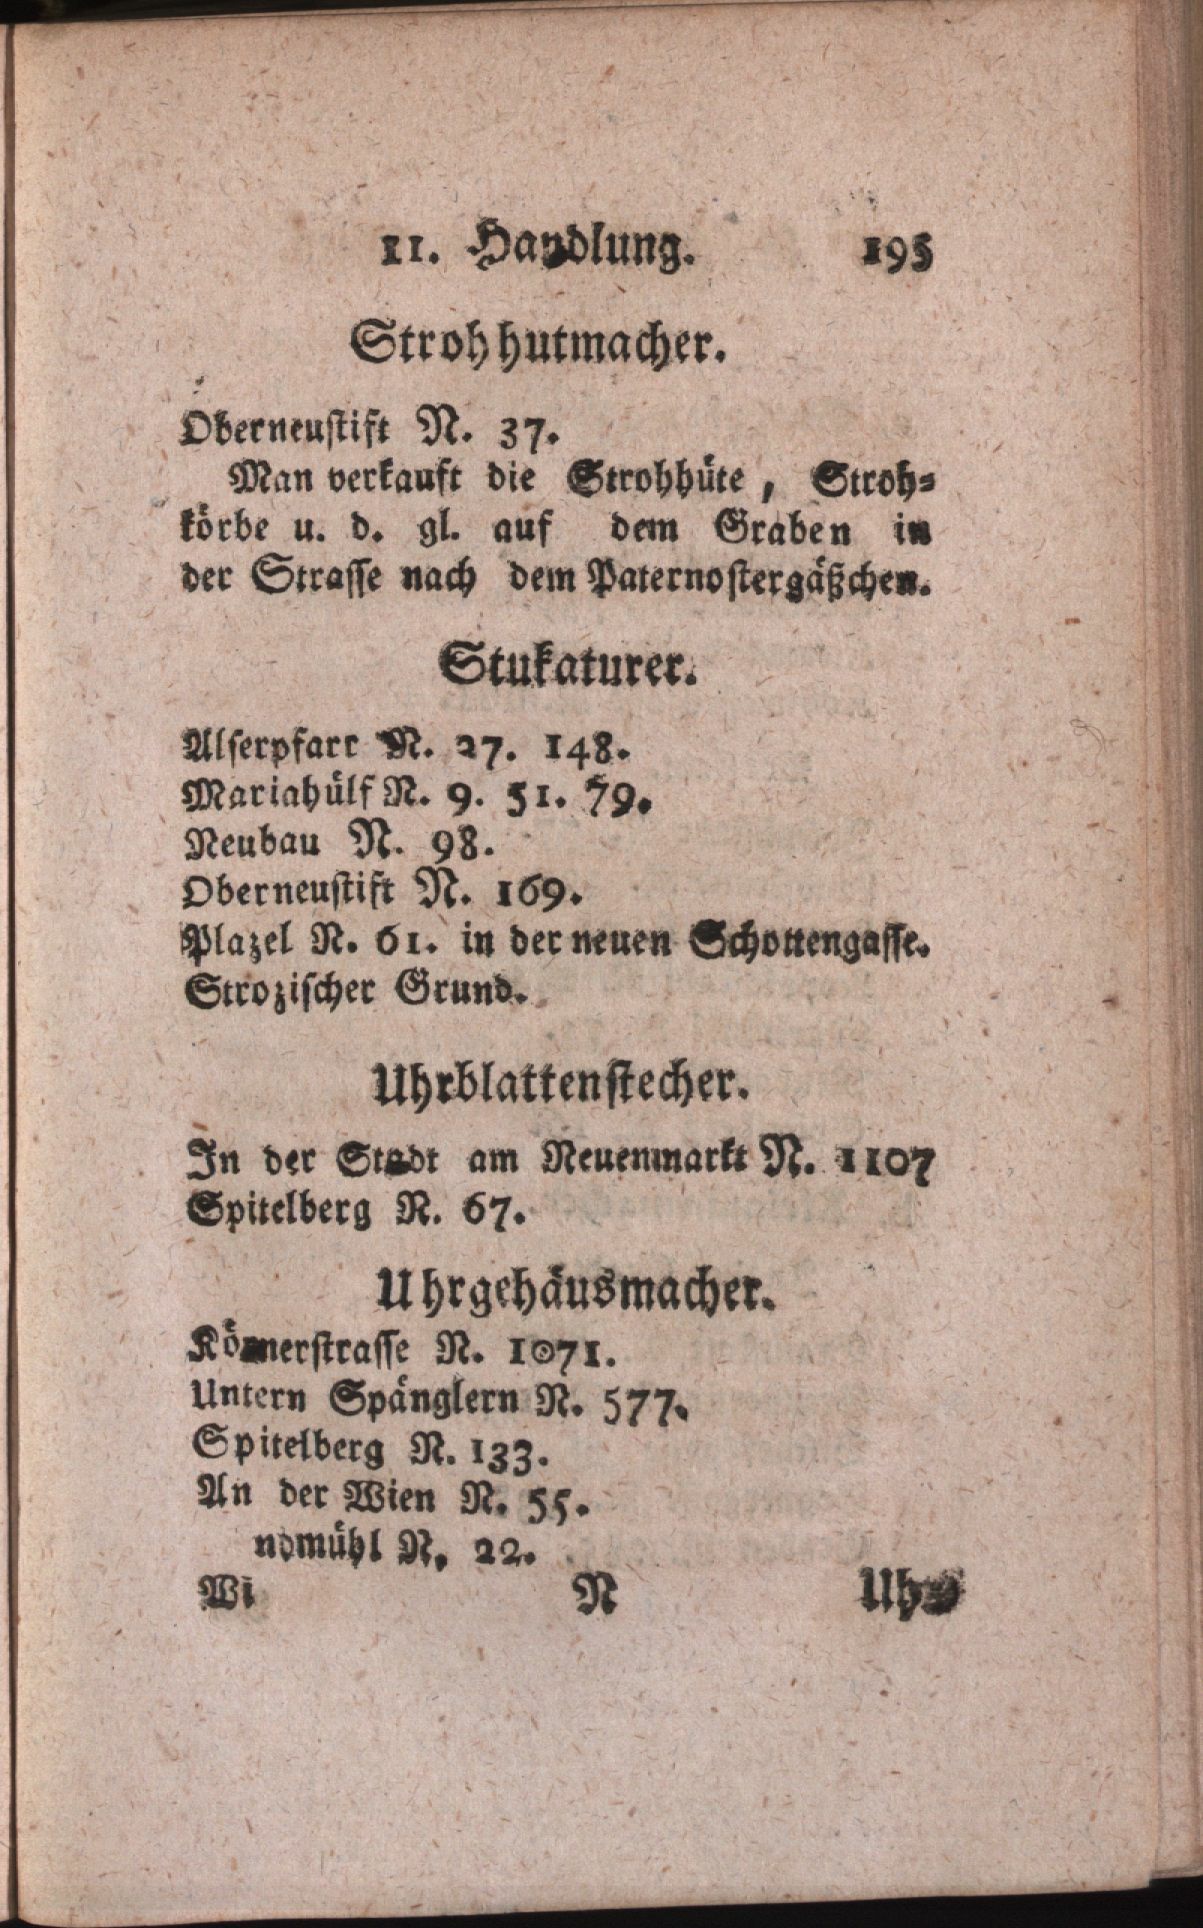 11. Handlung. 195
Strohhutmacher.
Oberneustift N. 37.
Man verkauft die Strohhüte, Stroh=
körbe u. d. gl. auf dem Graben in
der Strasse nach dem Paternostergäßchen.
Stukaturer.
Alserpfarr N. 27. 148.
Mariahülf N. 9. 51. 79.
Neubau N. 98.
Oberneustift N. 169.
Plazel N. 61. in der neuen Schottengasse.
Strozischer Grund.
Uhrblattenstecher.
In der Stadt am Neuenmarkt N. 1107
Spitelberg N. 67.
Uhrgehäusmacher.
N. 1071.
Untern Spänglern N. 577.
Spitelberg N. 133.
An der Wien N. 55.
ndmühl N. 22.
Wi N Uh=